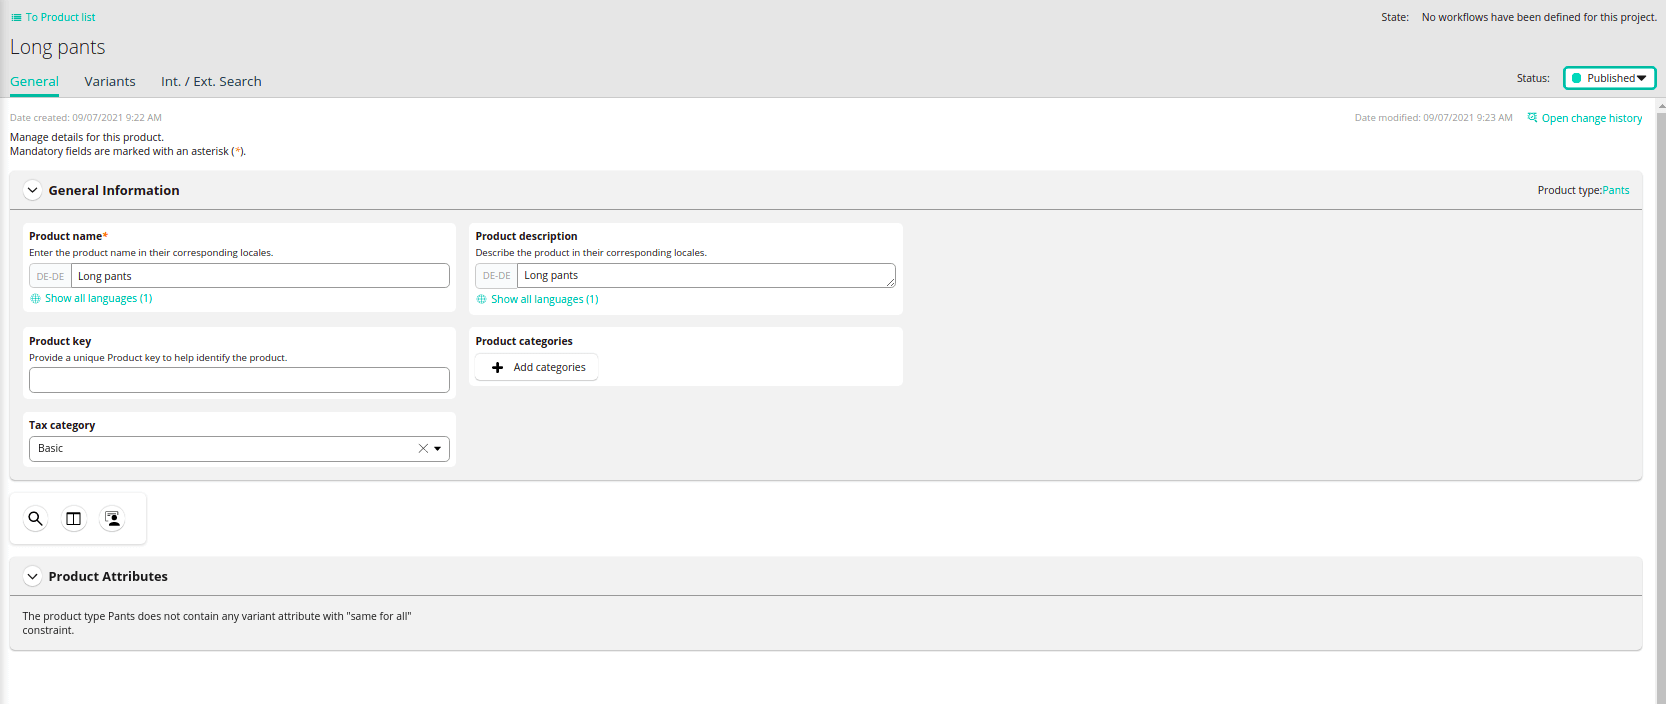 To Product list
State: No workflows have been defined for this project.
Long pants
General Variants Int. / Ext. Search
Status: Published
Date created: 09/07/2021 9:22 AM
Date modified: 09/07/2021 9:23 AM Open change history
Manage details for this product.
Mandatory fields are marked with an asterisk (*).
General Information
Product type:Pants
Product name*
Enter the product name in their corresponding locales.
DE-DE Long pants
Show all languages (1)
Product description
Describe the product in their corresponding locales.
DE-DE Long pants
Show all languages (1)
Product key
Provide a unique Product key to help identify the product.
Product categories
Add categories
Tax category
Basic
Product Attributes
The product type Pants does not contain any variant attribute with "same for all"
constraint.